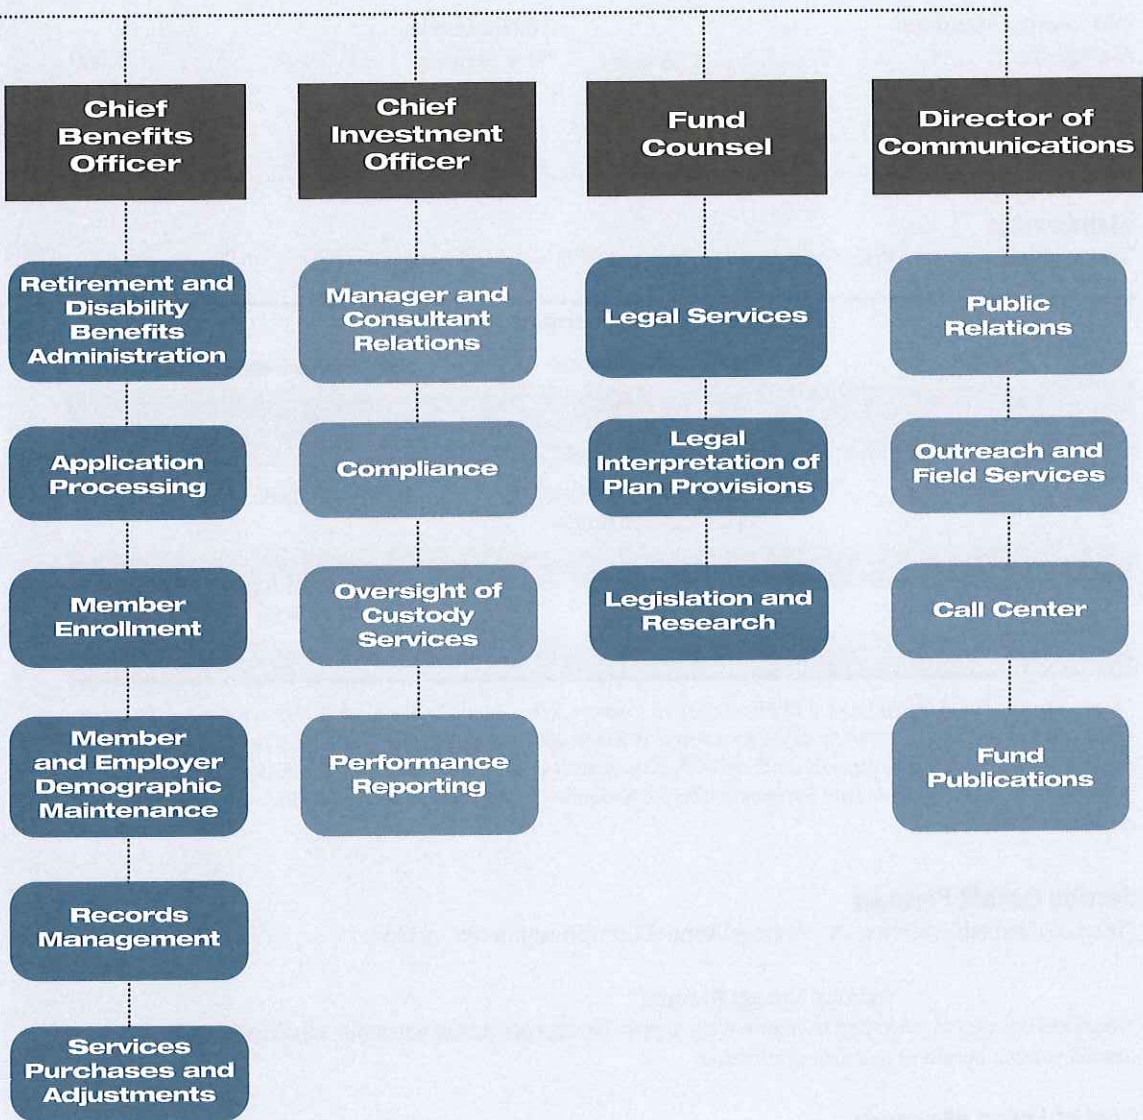 Chief
Benefits
Officer
Retirement and
Disability
Benefits
Administration
Application
Processing
Member
Enrollment
Member
and Employer
Demographic
Maintenance
Records
Management
Services
Purchases and
Adjustments
Chief
Investment
Officer
Manager and
Consultant
Relations
Compliance
Oversight of
Custody
Services
Performance
Reporting
Fund
Counsel
Legal Services
Legal
Interpretation of
Plan Provisions
Legislation and
Research
Director of
Communications
Public
Relations
Outreach and
Field Services
Call Center
Fund
Publications